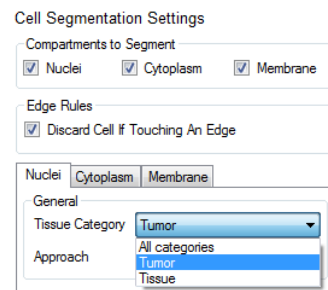 Cell Segmentation Settings
Compartments to Segment
Nuclei Cytoplasm Membrane
Edge Rules
Discard Cell If Touching An Edge
Nuclei Cytoplasm Membrane
General
Tissue Category Tumor
All categories
Approach Tumor
Tissue